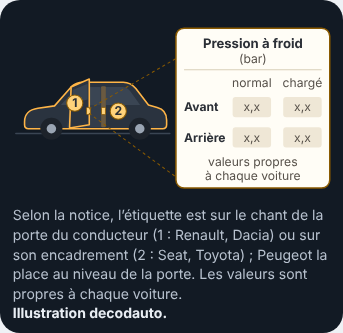 Pression à froid
(bar)
normal chargé
Avant x,x x,x
Arrière x,x x,x
valeurs propres
à chaque voiture
1
2
Selon la notice, l’étiquette est sur le chant de la
porte du conducteur (1 : Renault, Dacia) ou sur
son encadrement (2 : Seat, Toyota) ; Peugeot la
place au niveau de la porte. Les valeurs sont
propres à chaque voiture.
Illustration decodauto.